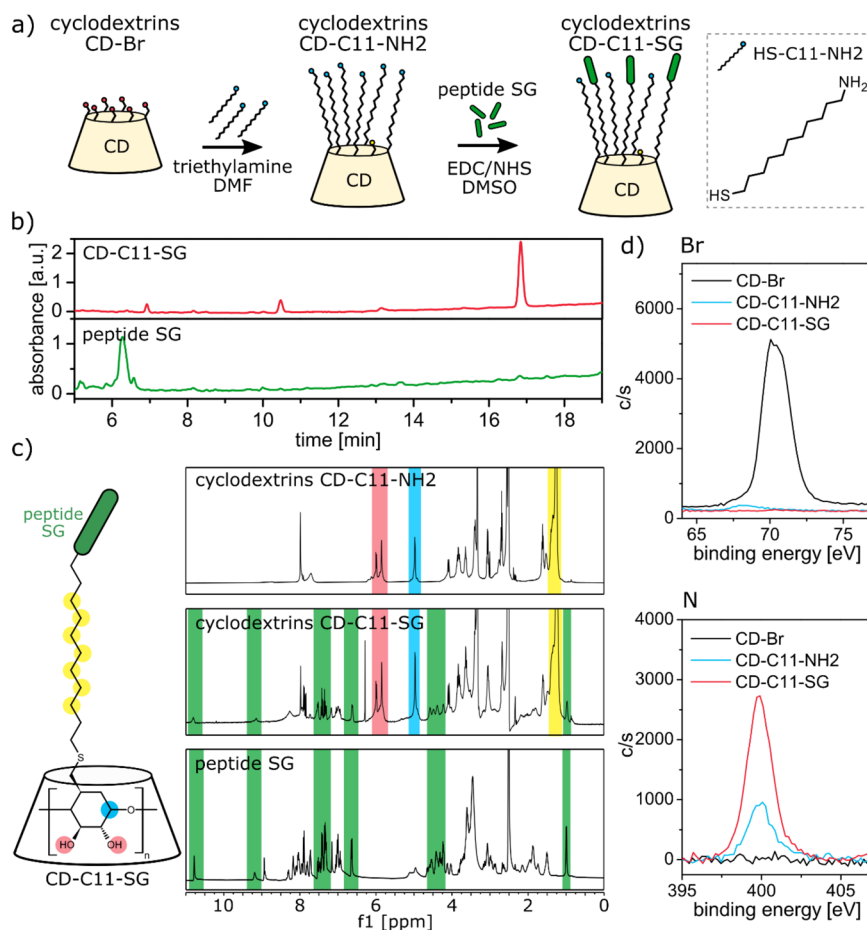 a)
cyclodextrins
CD-Br
CD
triethylamine
DMF
cyclodextrins
CD-C11-NH2
CD
peptide SG
EDC/NHS
DMSO
cyclodextrins
CD-C11-SG
CD
HS-C11-NH2
NH2
HS
b)
absorbance [a.u.]
CD-C11-SG
2
1
0
peptide SG
1
0
6 8 10 12 14 16 18
time [min]
c)
peptide
SG
S
O
HO
OH
n
CD-C11-SG
cyclodextrins CD-C11-NH2
cyclodextrins CD-C11-SG
peptide SG
11 10 8 6 4 2 0
f1 [ppm]
d)
Br
CD-Br
CD-C11-NH2
CD-C11-SG
6000
4000
2000
0
c/s
65 70 75
binding energy [eV]
N
CD-Br
CD-C11-NH2
CD-C11-SG
4000
3000
2000
1000
0
c/s
395 400 405
binding energy [eV]